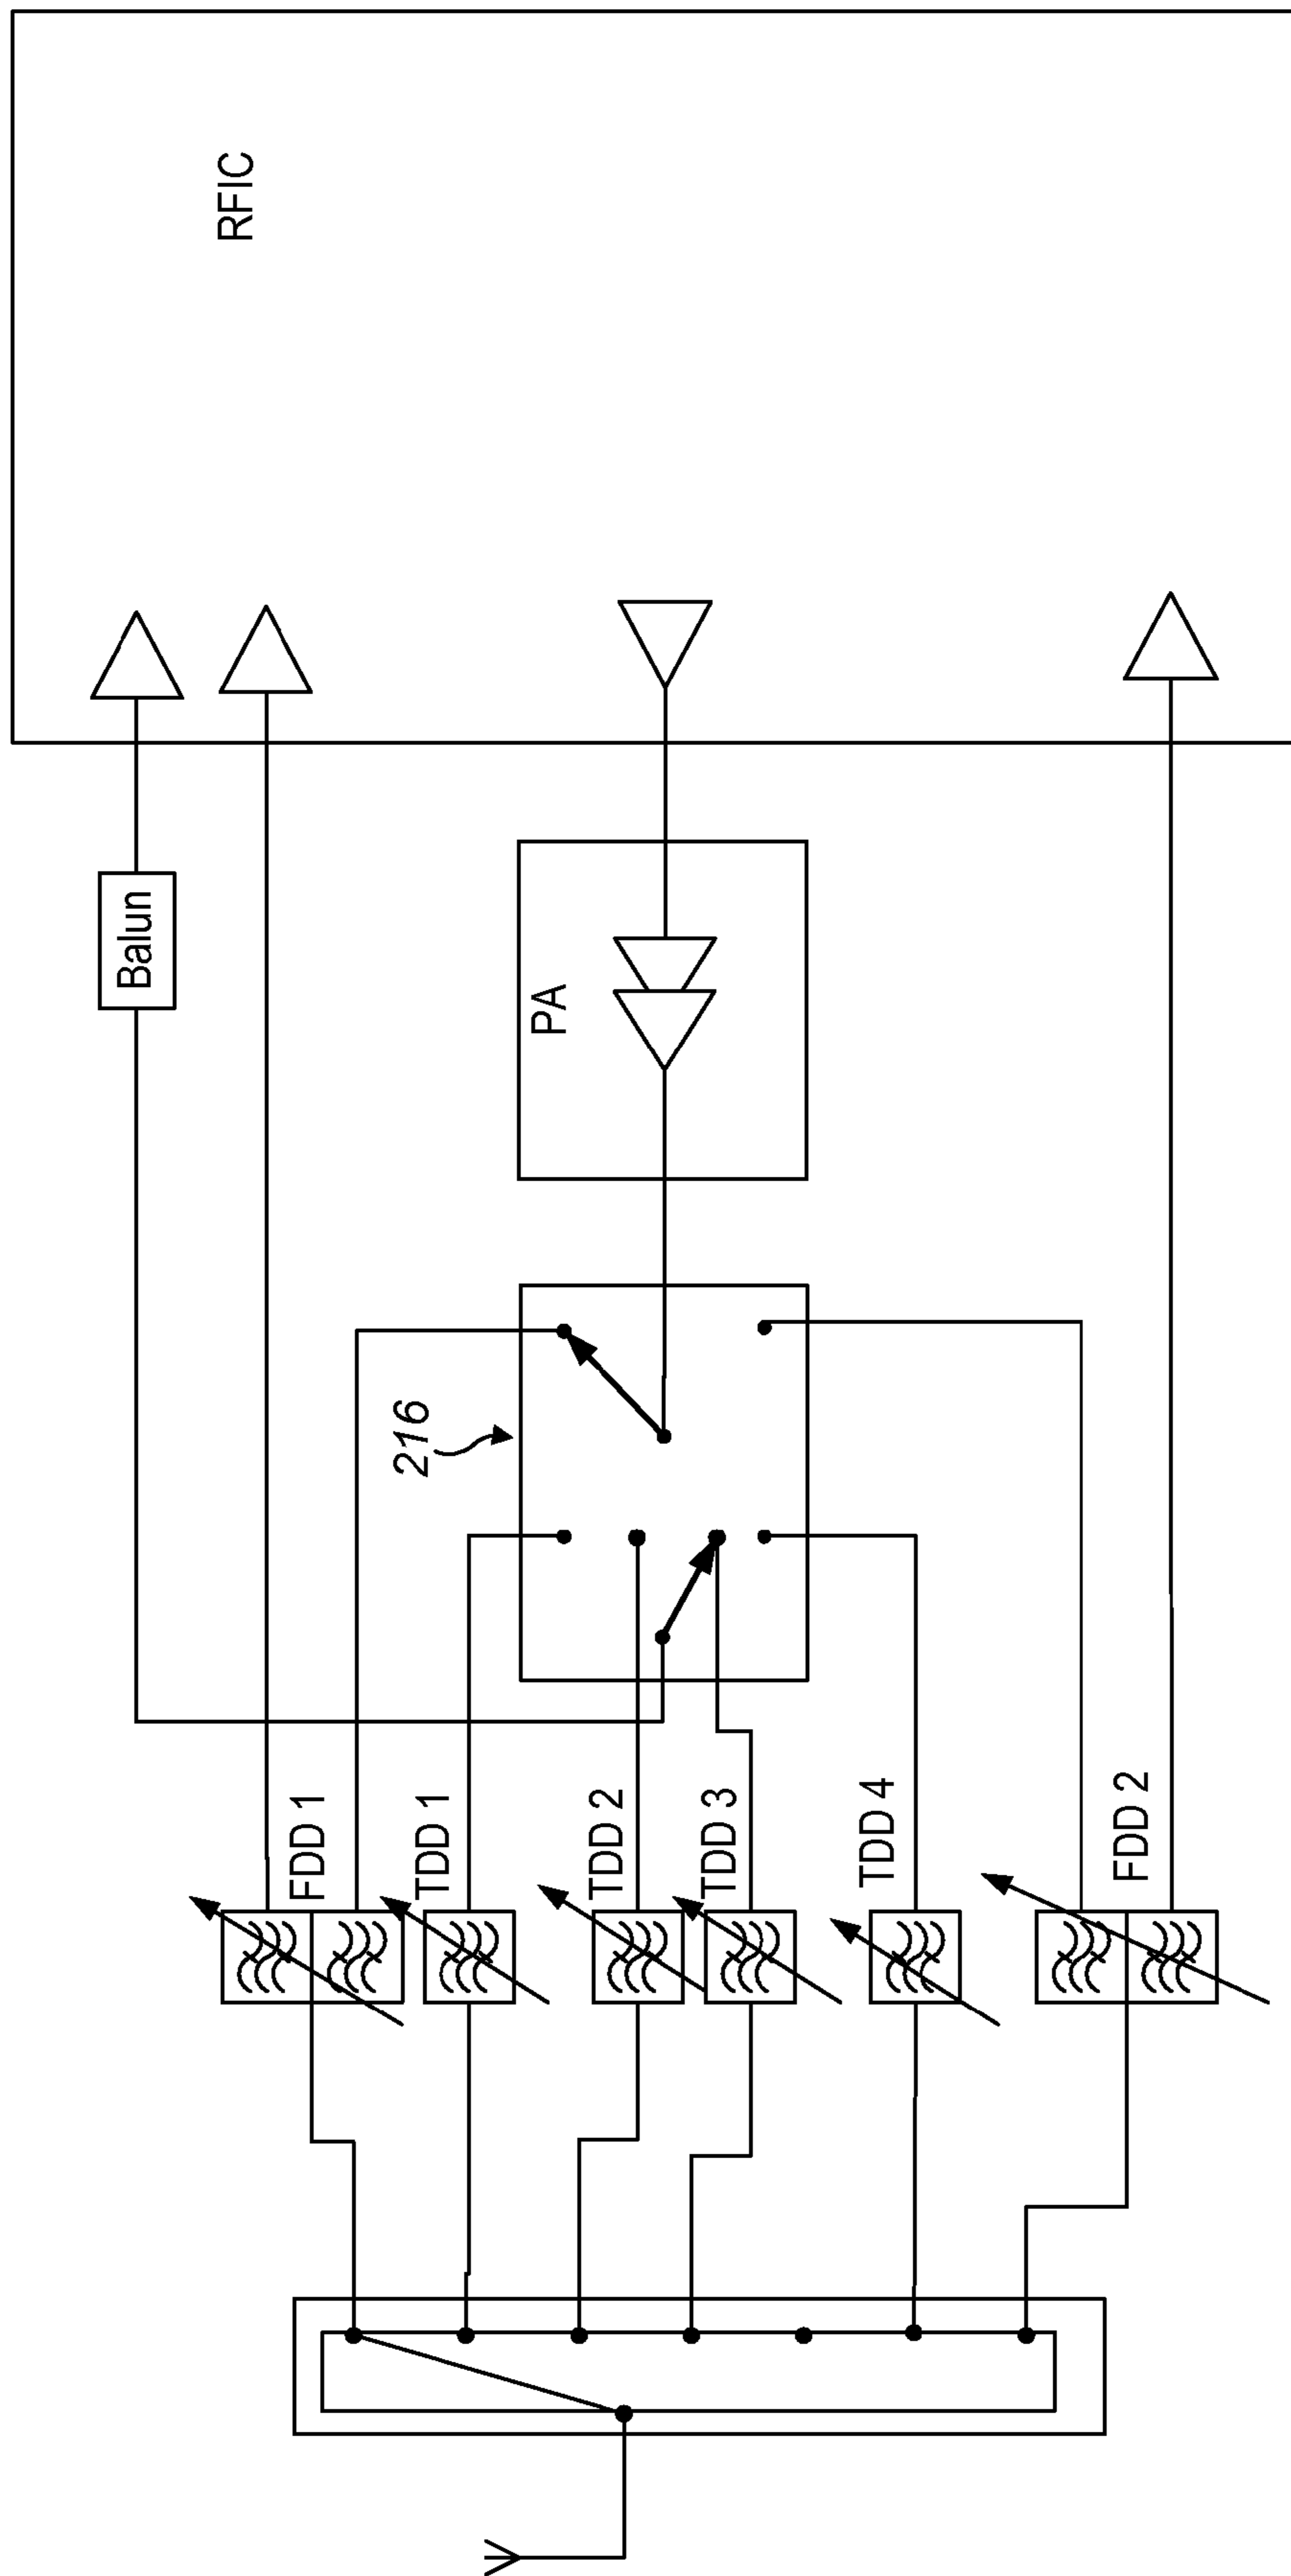 RFIC
Balun
PA
216
FDD 1
TDD 1
TDD 2
TDD 3
TDD 4
FDD 2